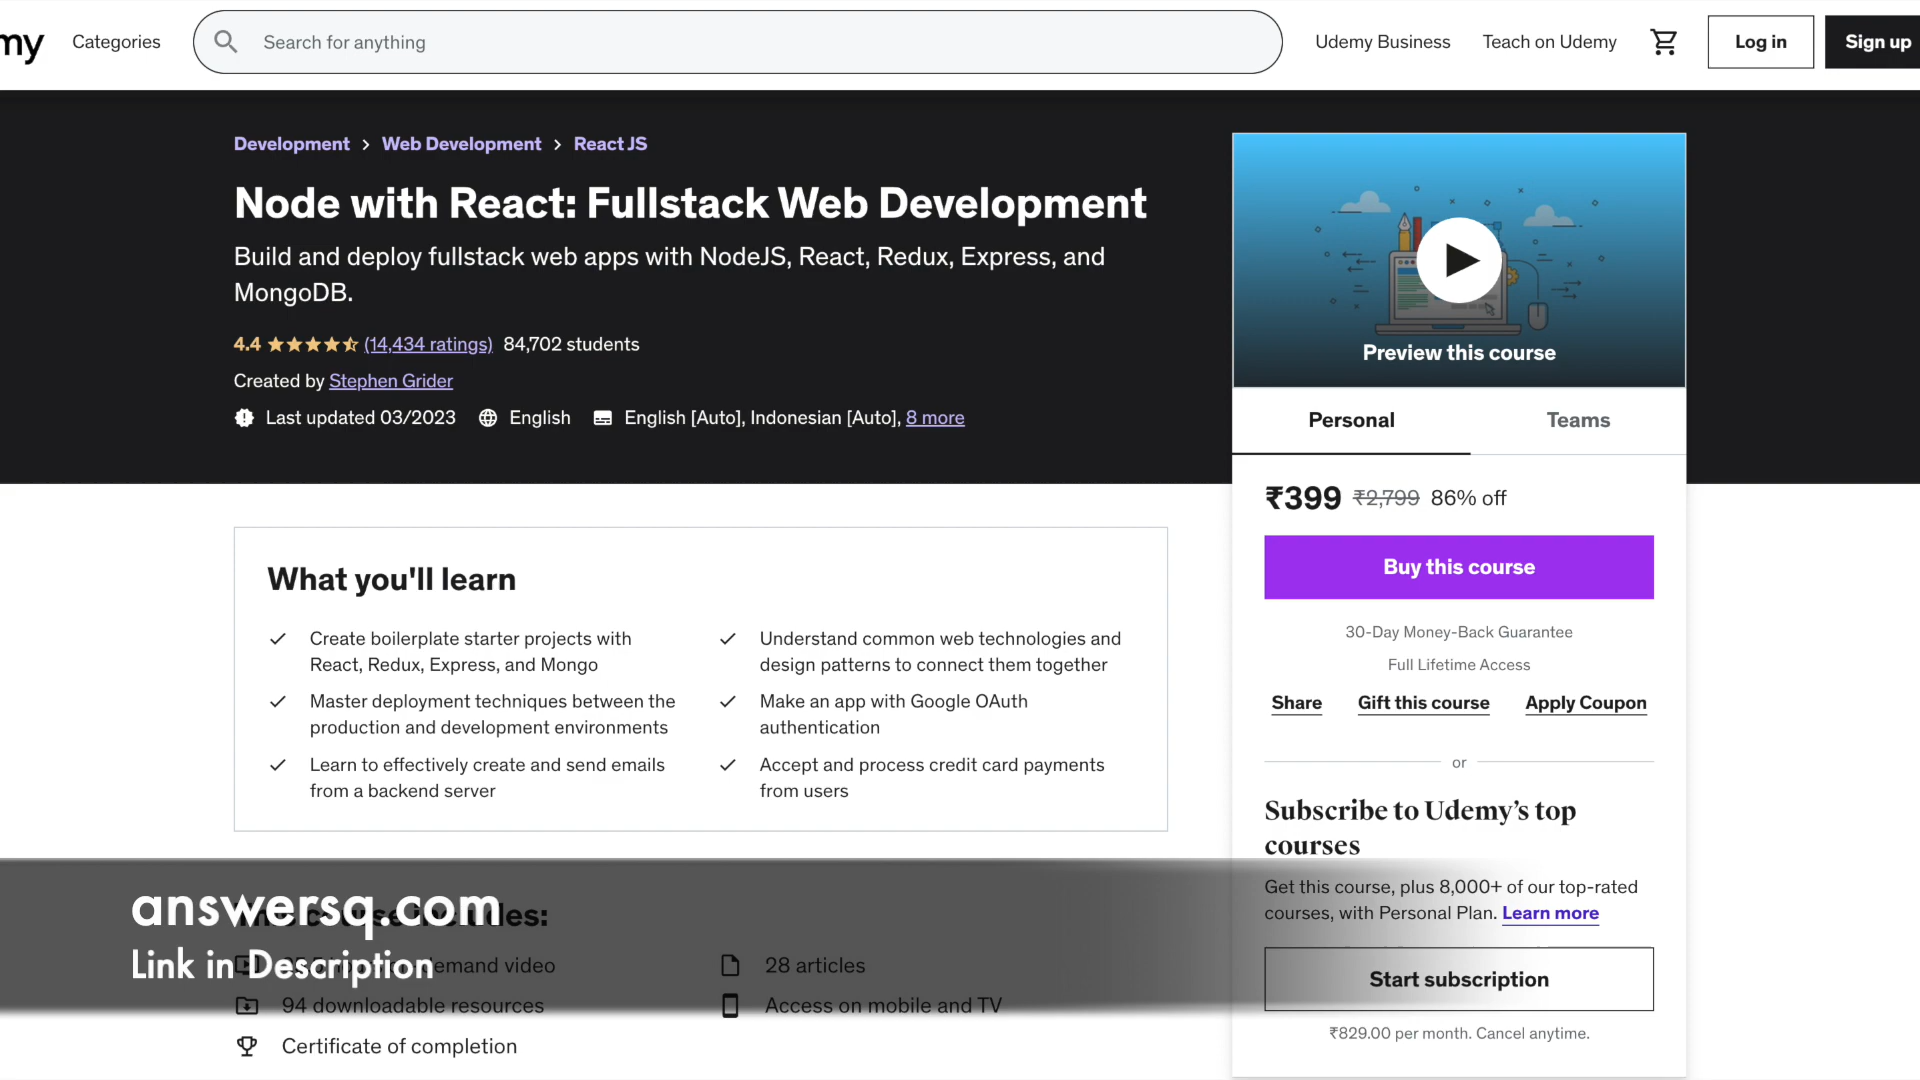 my
Categories
Search for anything
Udemy Business
Teach on Udemy
Log in
Sign up
Development > Web Development > React JS
Node with React: Fullstack Web Development
Build and deploy fullstack web apps with NodeJS, React, Redux, Express, and
MongoDB.
4.4 (14,434 ratings) 84,702 students
Created by Stephen Grider
Last updated 03/2023 English English [Auto], Indonesian [Auto], 8 more
Preview this course
Personal
Teams
₹399 ₹2,799 86% off
Buy this course
30-Day Money-Back Guarantee
Full Lifetime Access
Share
Gift this course
Apply Coupon
or
Subscribe to Udemy’s top
courses
Get this course, plus 8,000+ of our top-rated
courses, with Personal Plan. Learn more
Start subscription
₹829.00 per month. Cancel anytime.
What you'll learn
Create boilerplate starter projects with
React, Redux, Express, and Mongo
Master deployment techniques between the
production and development environments
Learn to effectively create and send emails
from a backend server
Understand common web technologies and
design patterns to connect them together
Make an app with Google OAuth
authentication
Accept and process credit card payments
from users
answersq.com
Link in Description
video
28 articles
94 downloadable resources
Access on mobile and TV
Certificate of completion